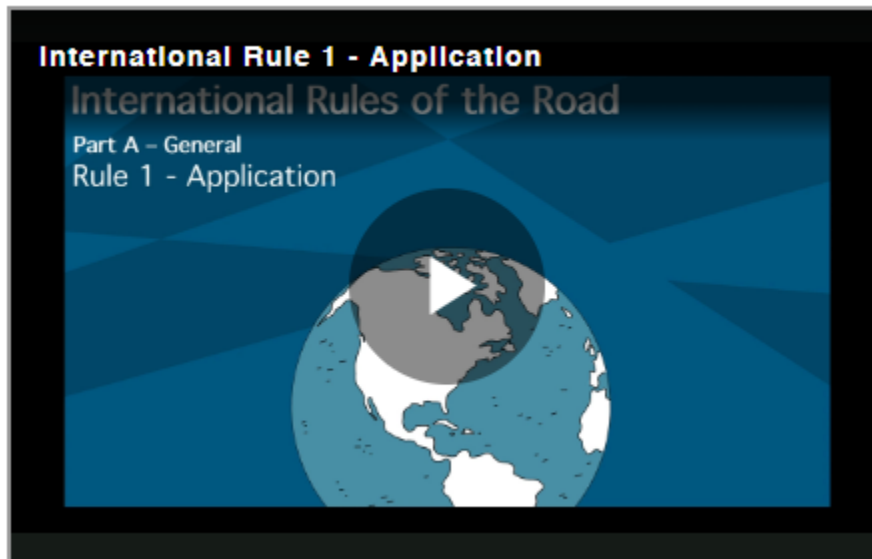 International Rule 1 - Application
International Rules of the Road
Part A – General
Rule 1 - Application